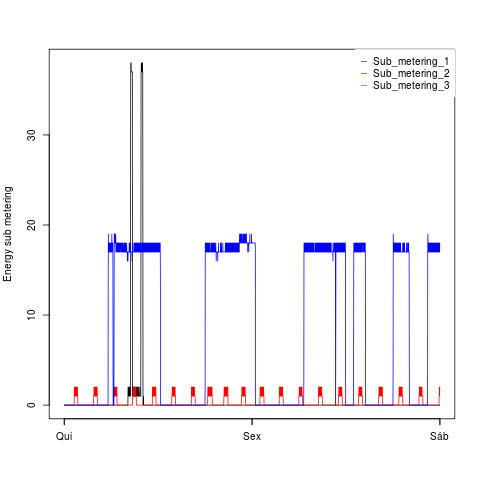 Sub_metering_1
Sub_metering_2
Sub_metering_3
Energy sub metering
30
20
10
0
Qui
Sex
Sáb